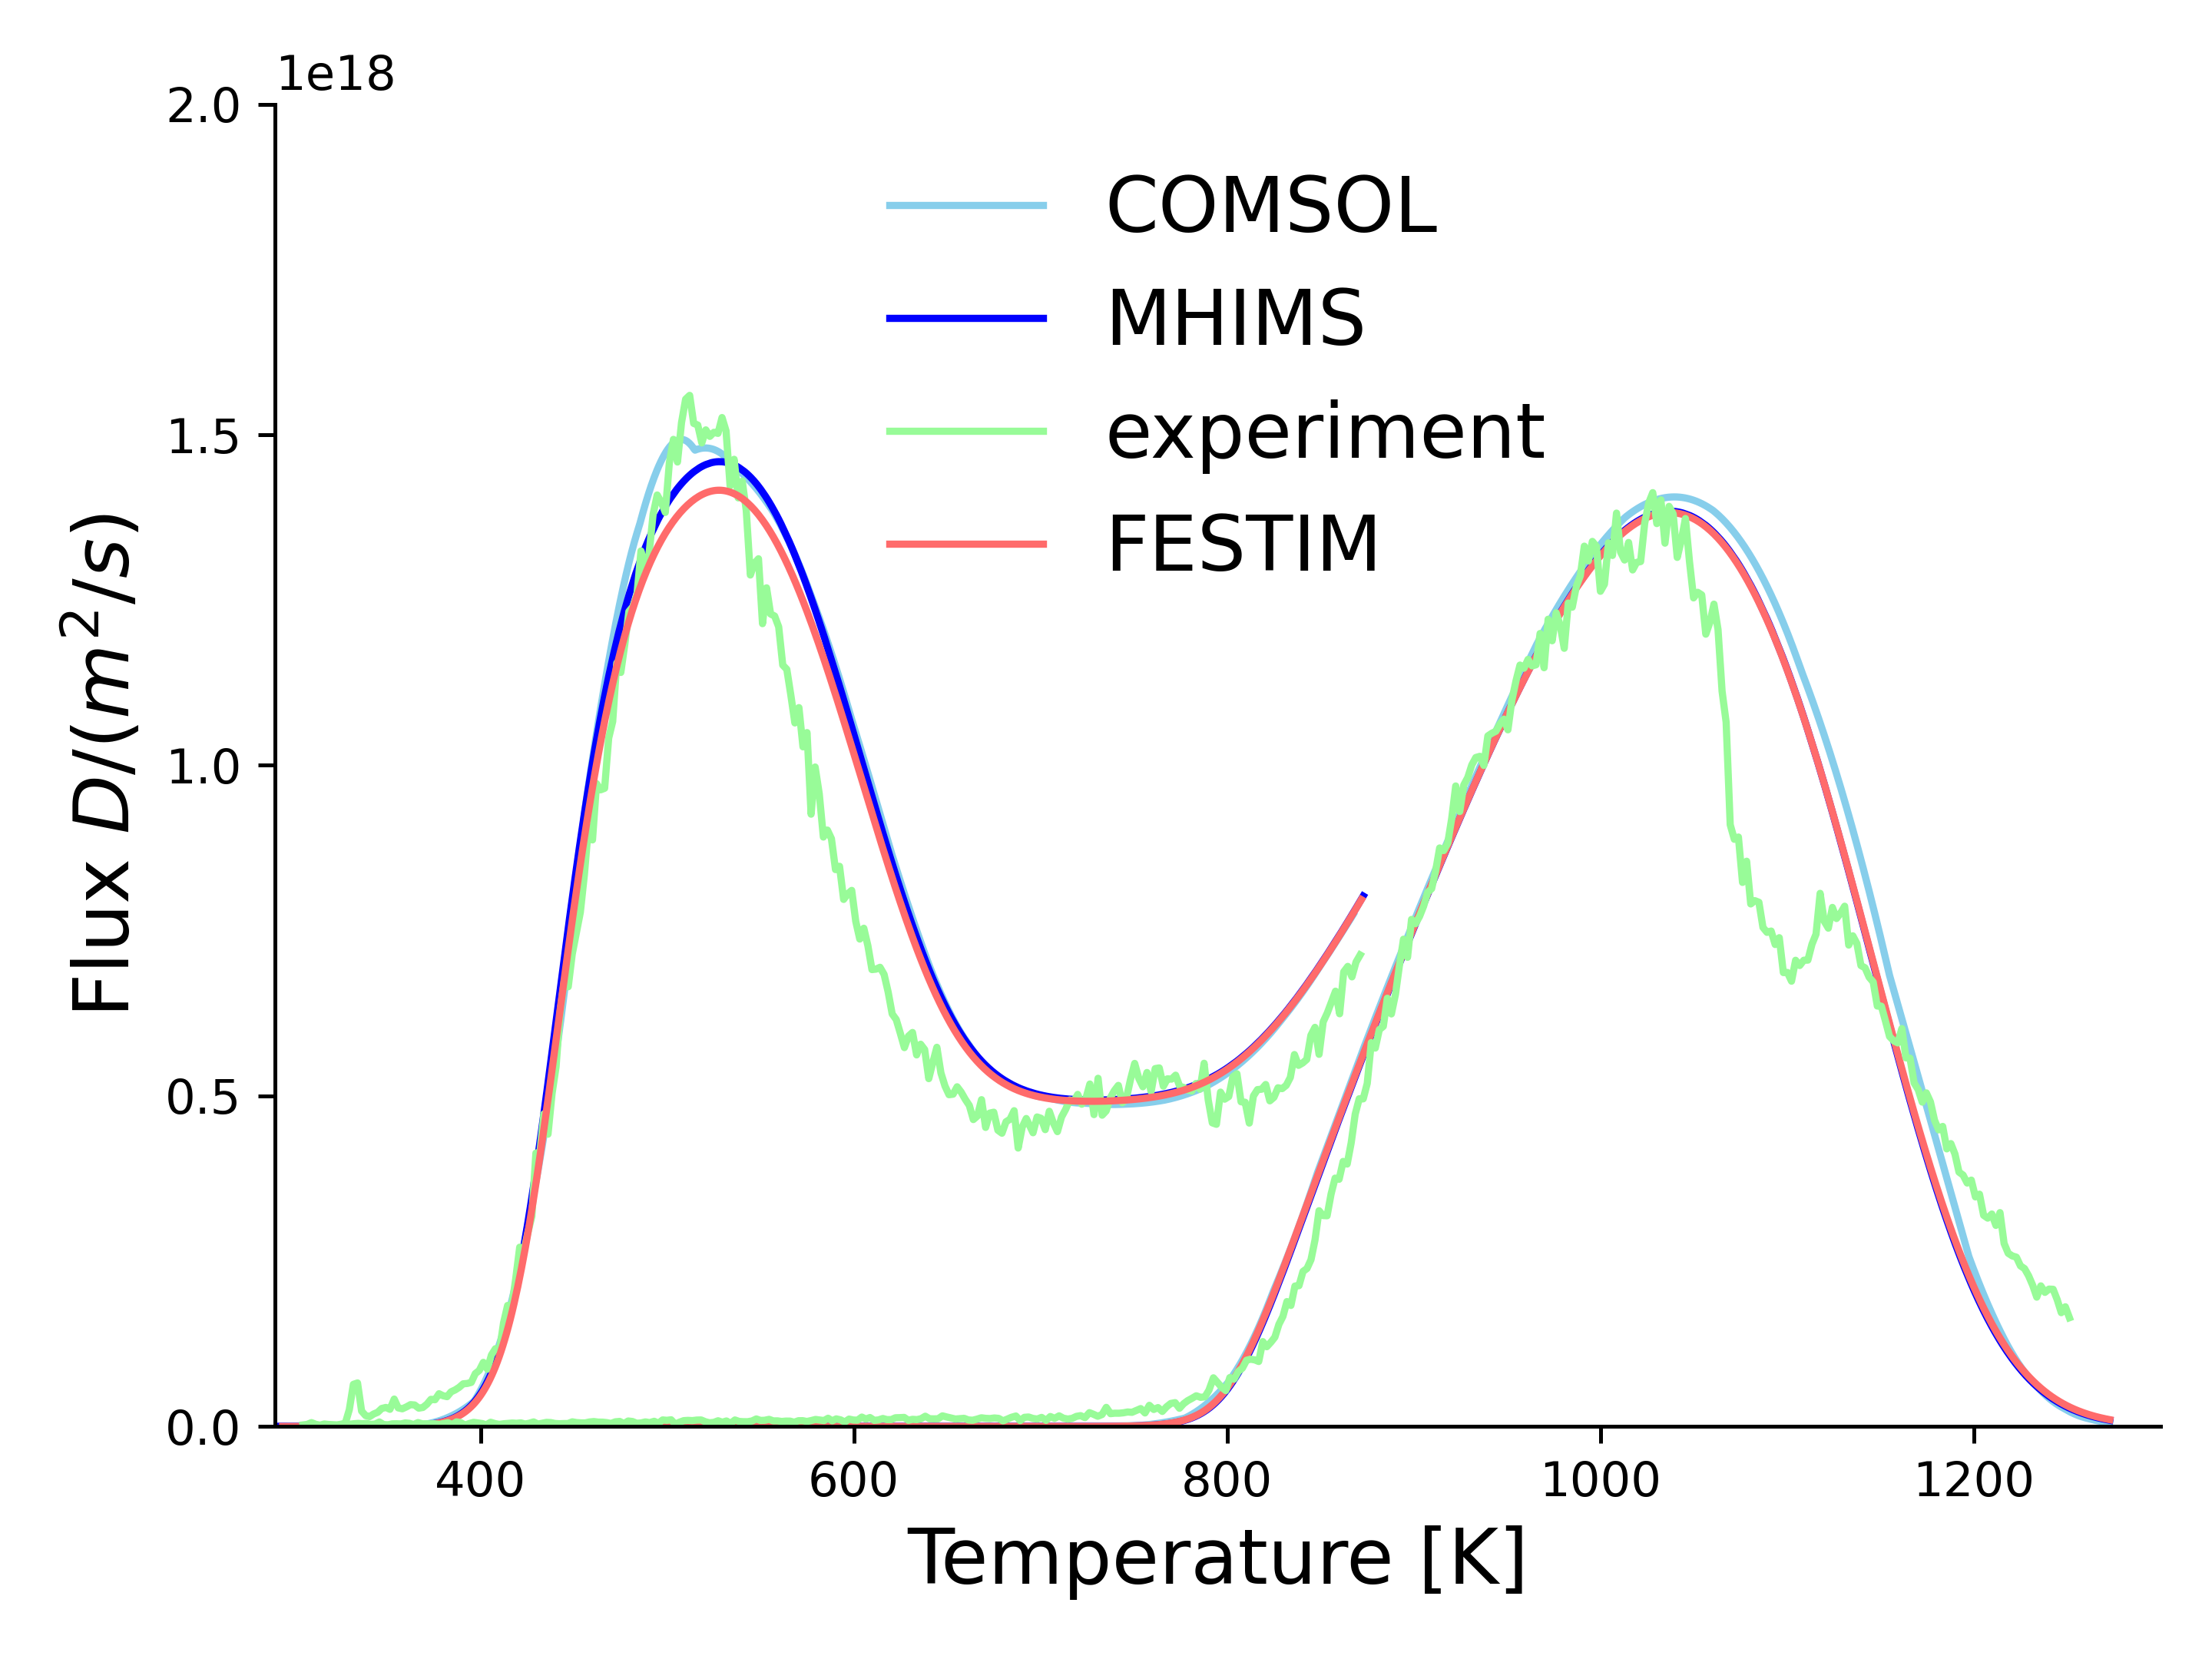 1e18
2.0
1.5
1.0
0.5
0.0
Flux D/(m²/s)
COMSOL
MHIMS
experiment
FESTIM
400 600 800 1000 1200
Temperature [K]